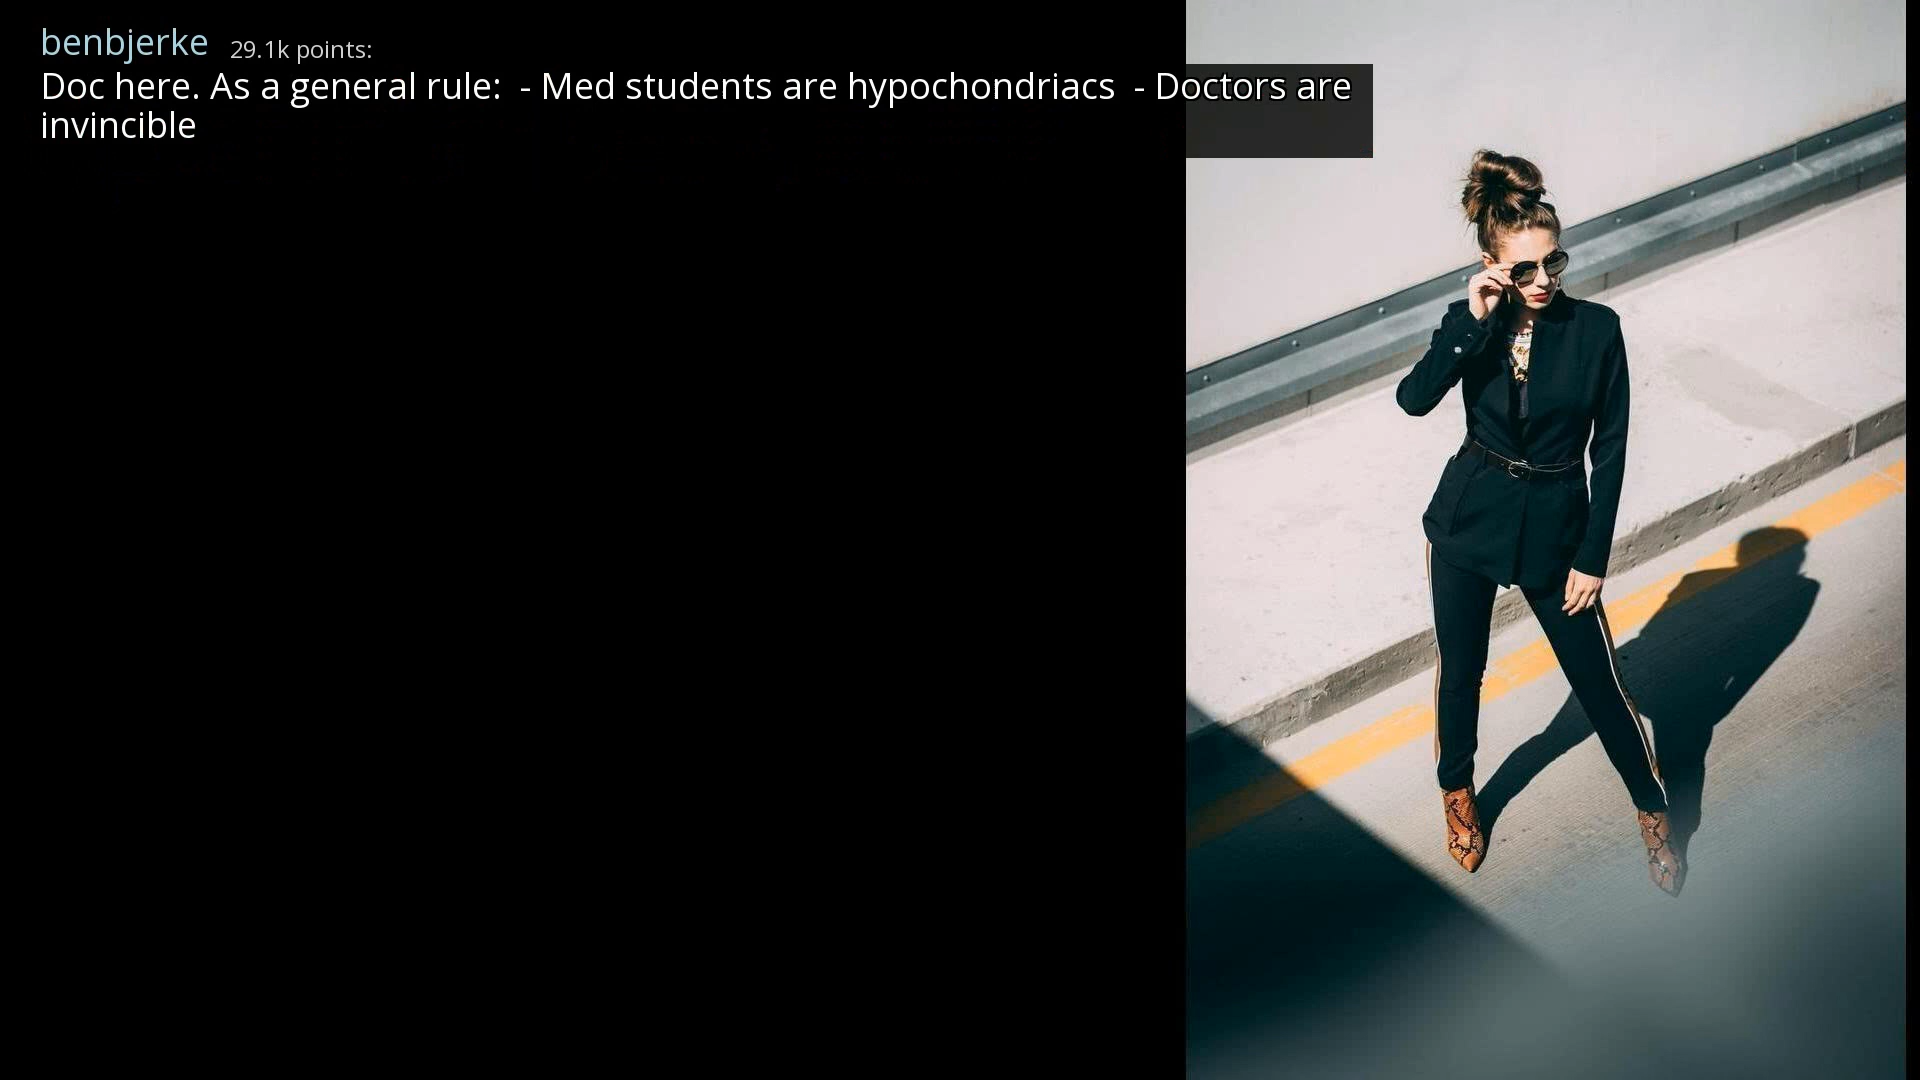 benbjerke 29.1k points:
Doc here. As a general rule:  - Med students are hypochondriacs  - Doctors are
invincible